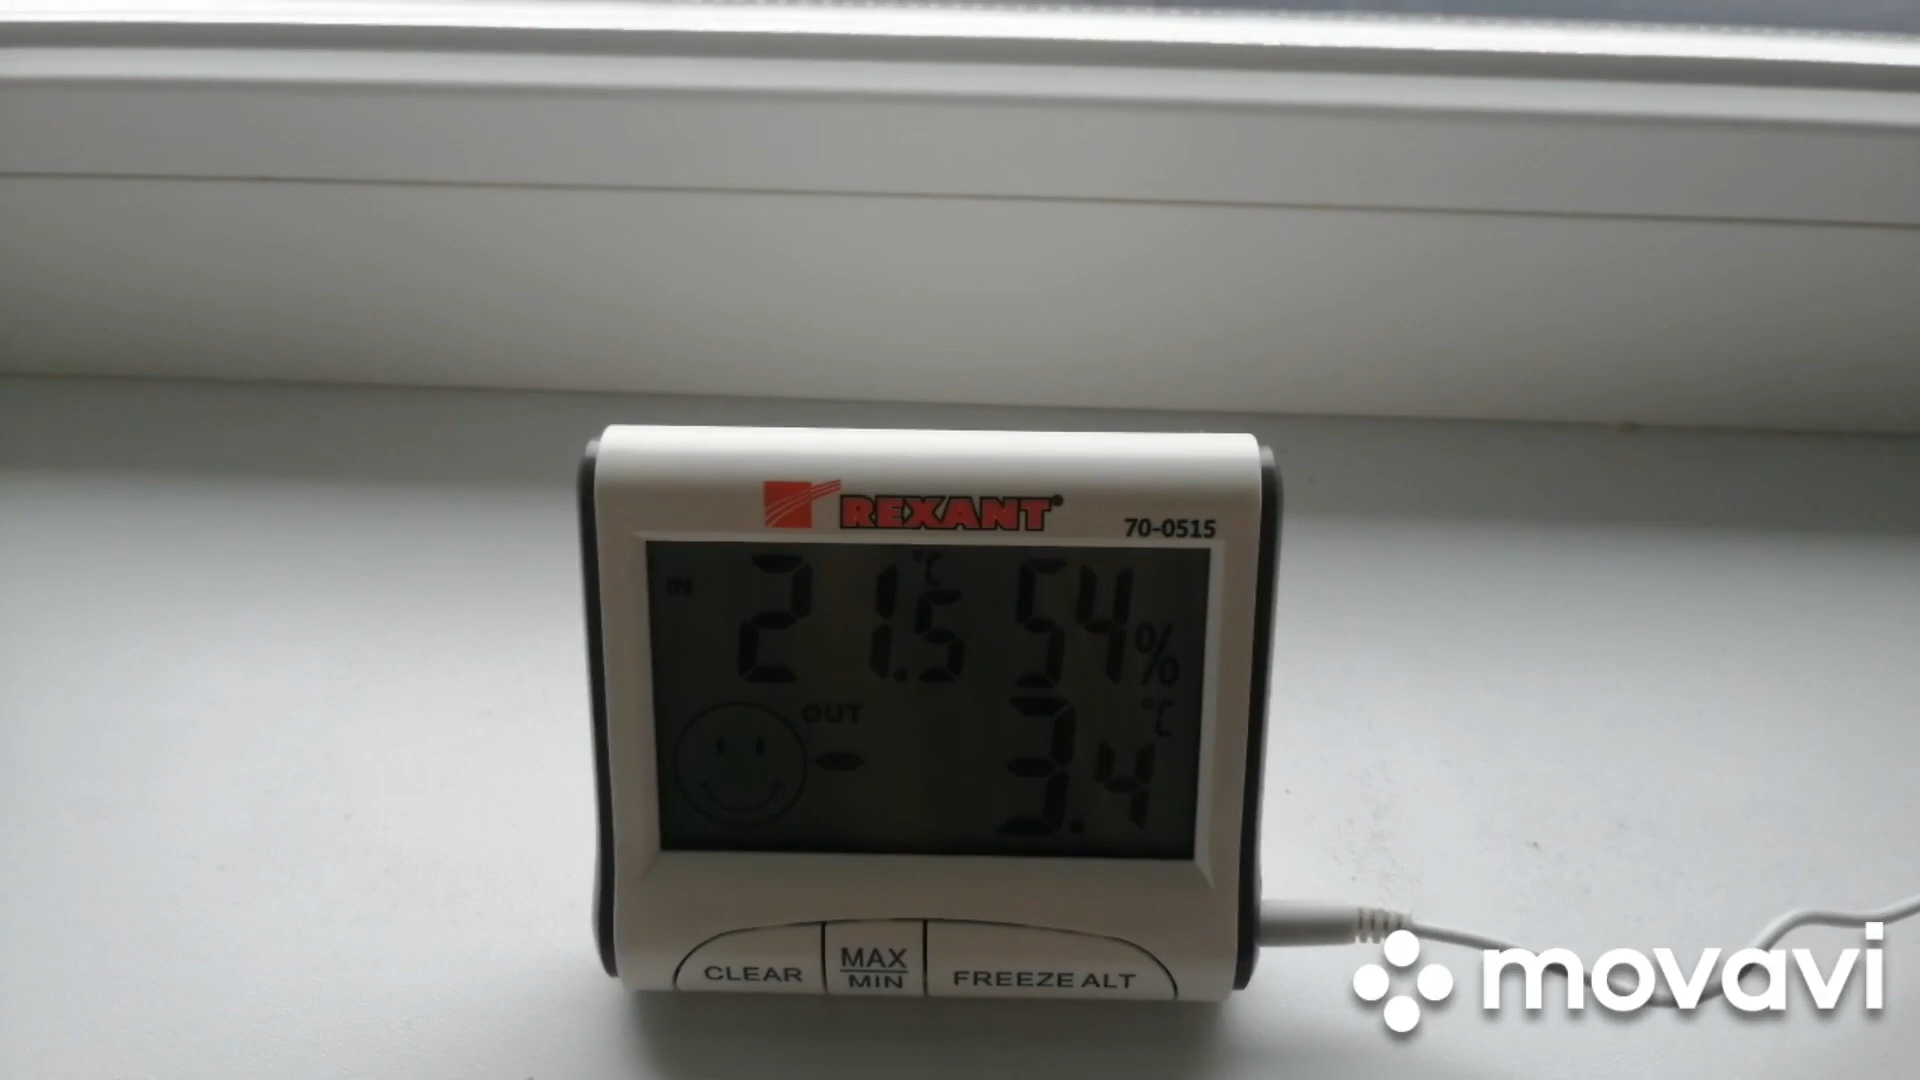 REXANT®
70-0515
IN 21.5 °C 54%
OUT -3.4 °C
CLEAR MAX MIN FREEZE ALT
movavi